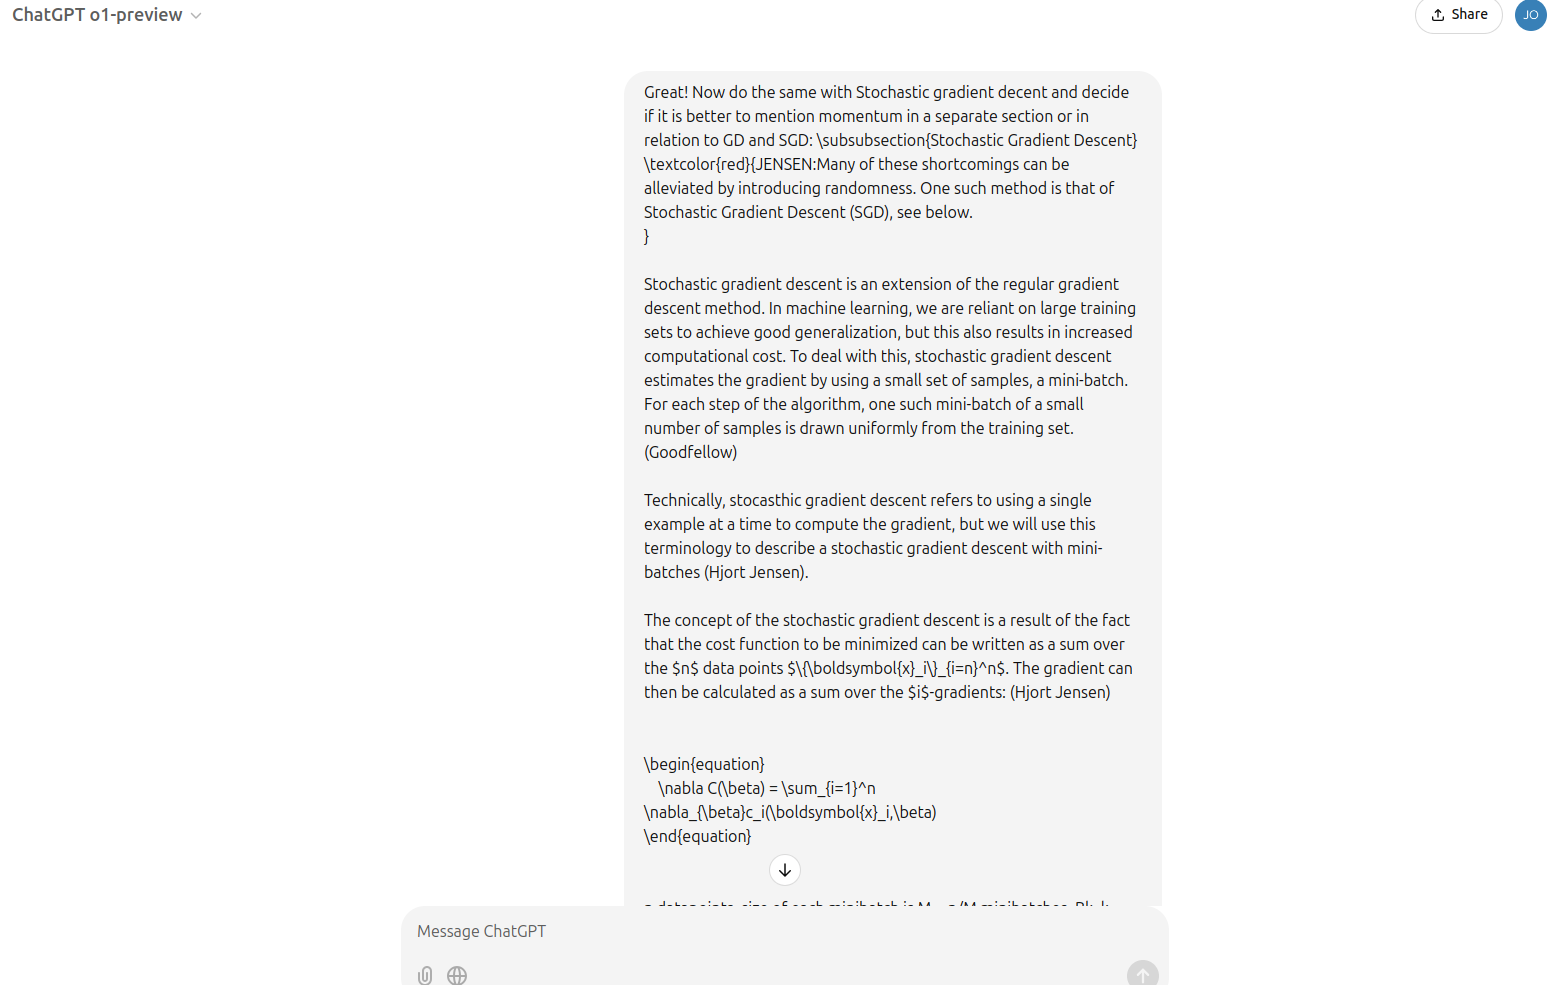 ChatGPT o1-preview
Share
JO
Great! Now do the same with Stochastic gradient decent and decide
if it is better to mention momentum in a separate section or in
relation to GD and SGD: \subsubsection{Stochastic Gradient Descent}
\textcolor{red}{JENSEN:Many of these shortcomings can be
alleviated by introducing randomness. One such method is that of
Stochastic Gradient Descent (SGD), see below.
}
Stochastic gradient descent is an extension of the regular gradient
descent method. In machine learning, we are reliant on large training
sets to achieve good generalization, but this also results in increased
computational cost. To deal with this, stochastic gradient descent
estimates the gradient by using a small set of samples, a mini-batch.
For each step of the algorithm, one such mini-batch of a small
number of samples is drawn uniformly from the training set.
(Goodfellow)
Technically, stocasthic gradient descent refers to using a single
example at a time to compute the gradient, but we will use this
terminology to describe a stochastic gradient descent with mini-
batches (Hjort Jensen).
The concept of the stochastic gradient descent is a result of the fact
that the cost function to be minimized can be written as a sum over
the $n$ data points $\{\boldsymbol{x}_i\}_{i=n}^n$. The gradient can
then be calculated as a sum over the $i$-gradients: (Hjort Jensen)
\begin{equation}
\nabla C(\beta) = \sum_{i=1}^n
\nabla_{\beta}c_i(\boldsymbol{x}_i,\beta)
\end{equation}
Message ChatGPT